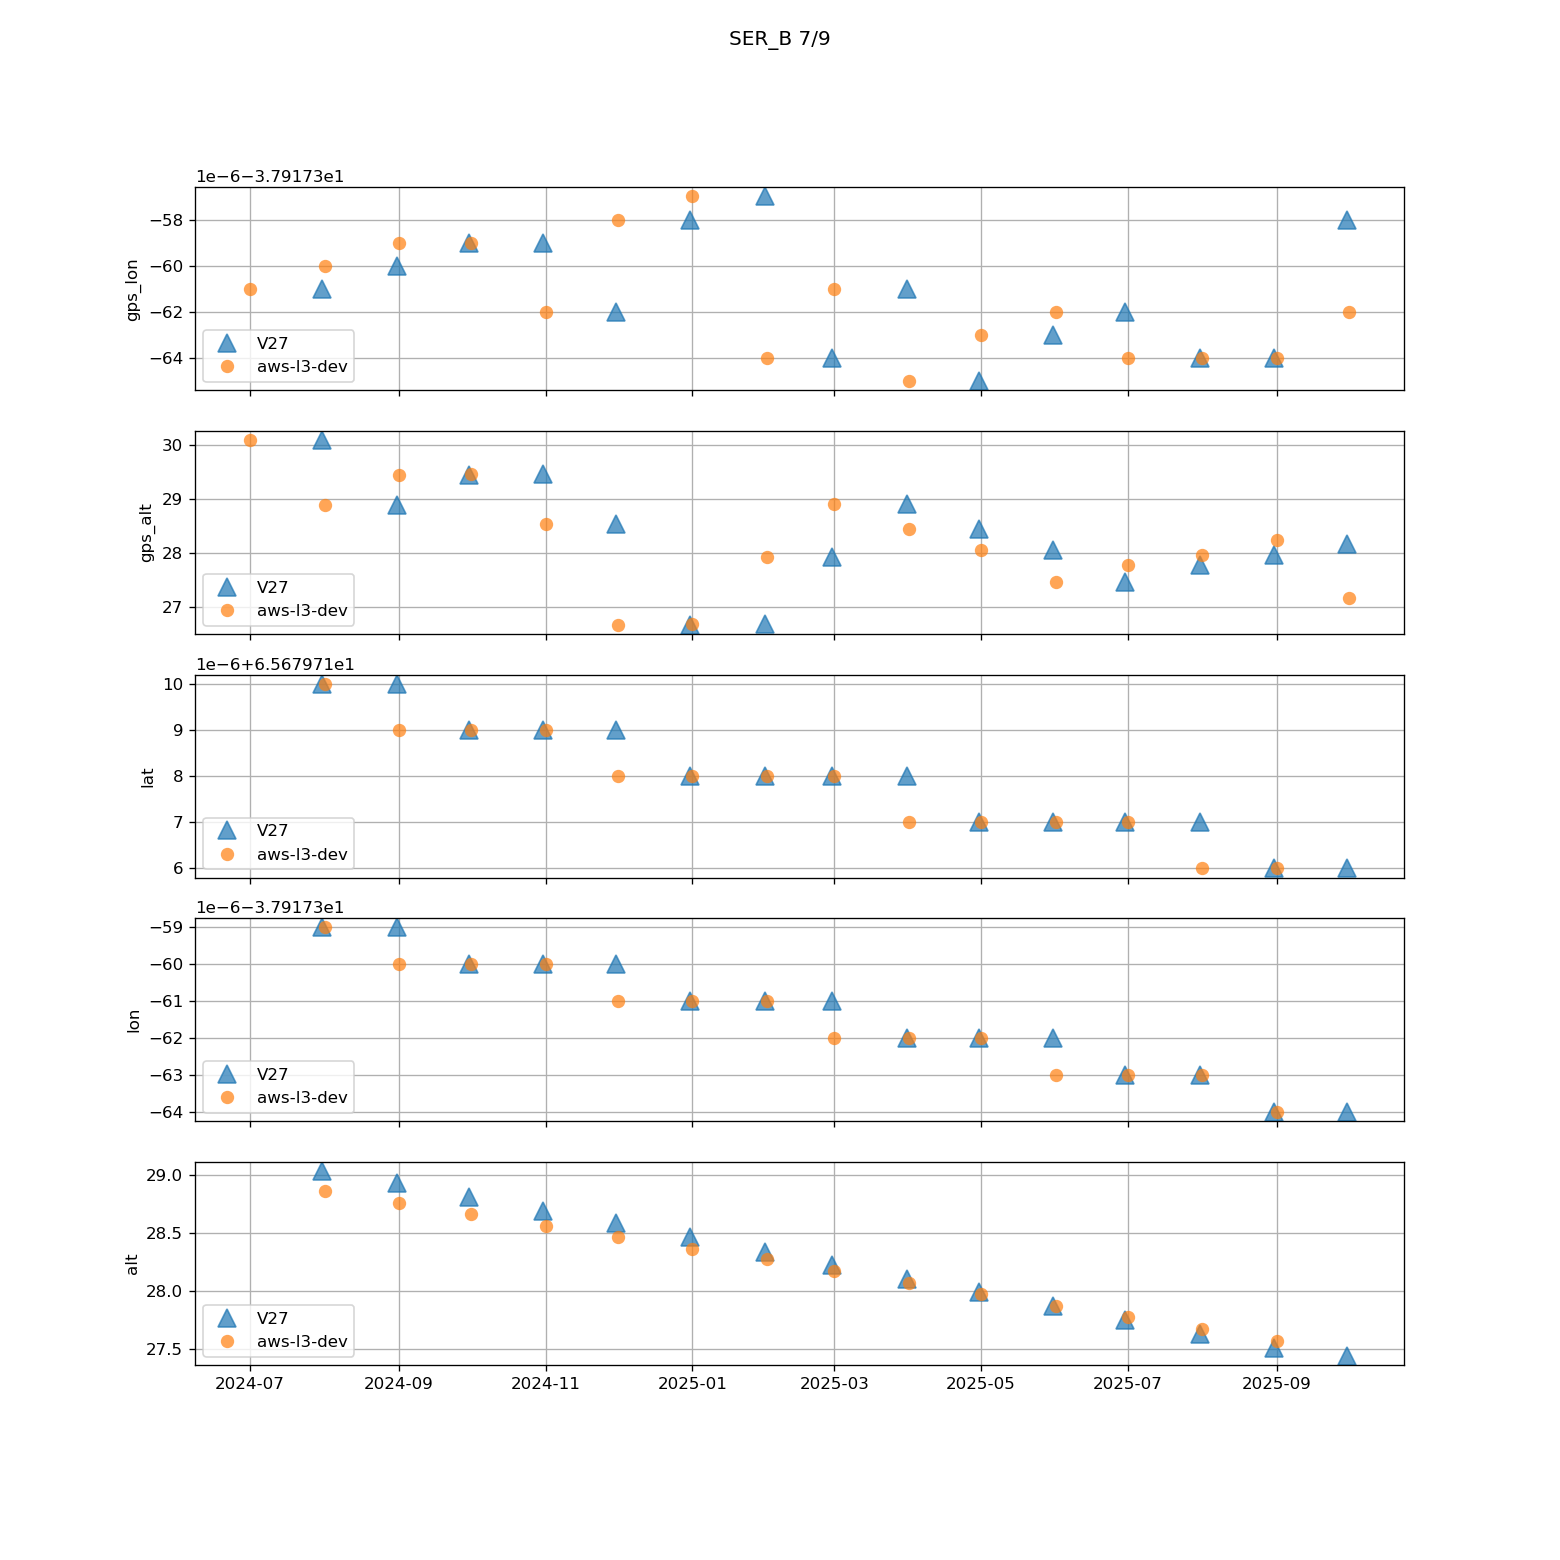 SER_B 7/9
1e−6−3.79173e1
−58
−60
−62
−64
gps_lon
V27
aws-l3-dev
30
29
28
27
gps_alt
V27
aws-l3-dev
1e−6+6.567971e1
10
9
8
7
6
lat
V27
aws-l3-dev
1e−6−3.79173e1
−59
−60
−61
−62
−63
−64
lon
V27
aws-l3-dev
29.0
28.5
28.0
27.5
alt
V27
aws-l3-dev
2024-07 2024-09 2024-11 2025-01 2025-03 2025-05 2025-07 2025-09